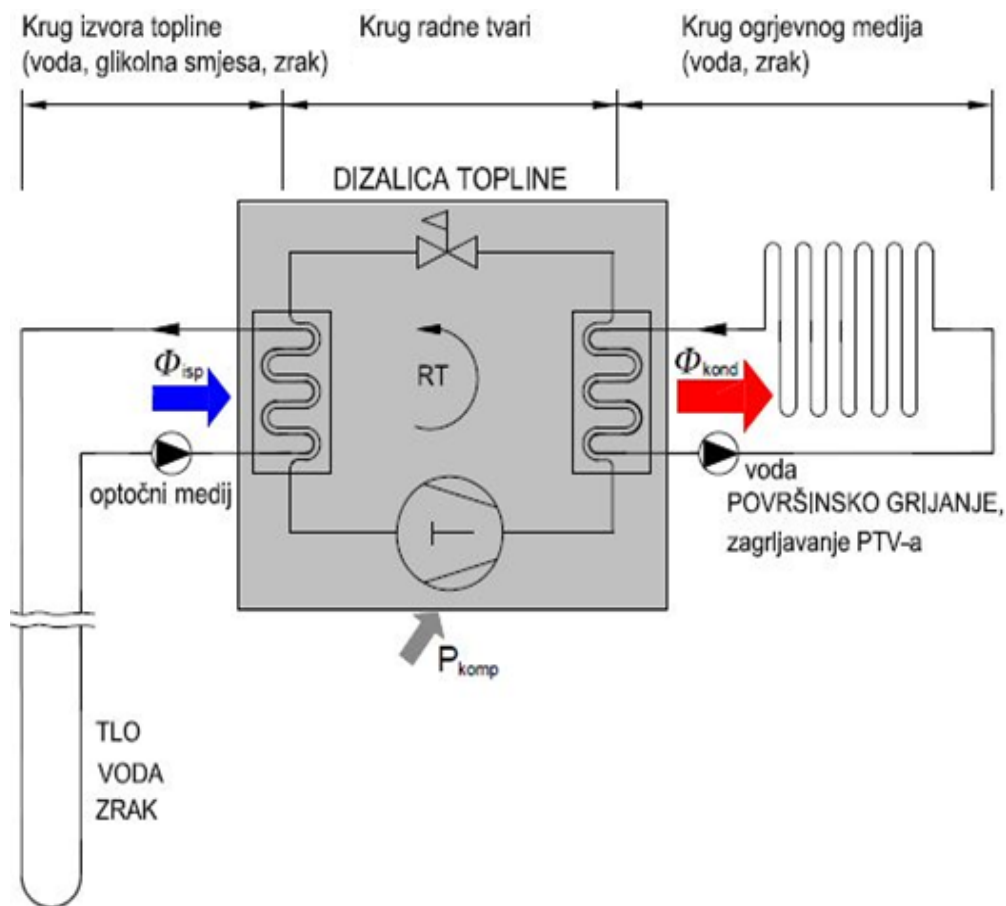 Krug izvora topline
(voda, glikolna smjesa, zrak)
Krug radne tvari
Krug ogrjevnog medija
(voda, zrak)
DIZALICA TOPLINE
Φisp
RT
Φkond
optočni medij
voda
POVRŠINSKO GRIJANJE,
zagrljavanje PTV-a
Pkomp
TLO
VODA
ZRAK